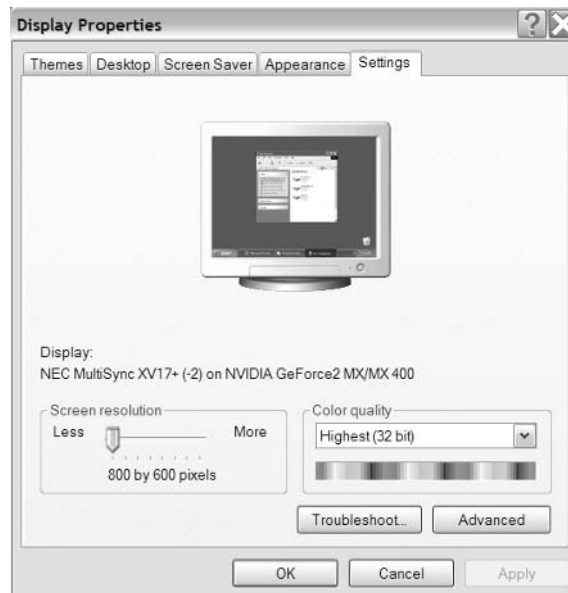 Display Properties
Themes Desktop Screen Saver Appearance Settings
Display:
NEC MultiSync XV17+ (-2) on NVIDIA GeForce2 MX/MX 400
Screen resolution
Less More
800 by 600 pixels
Color quality
Highest (32 bit)
Troubleshoot... Advanced
OK Cancel Apply